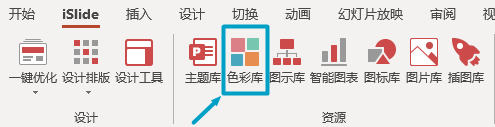 开始 iSlide 插入 设计 切换 动画 幻灯片放映 审阅
一键优化 设计排版 设计工具 主题库 色彩库 图示库 智能图表 图标库 图片库 插图库
设计 资源